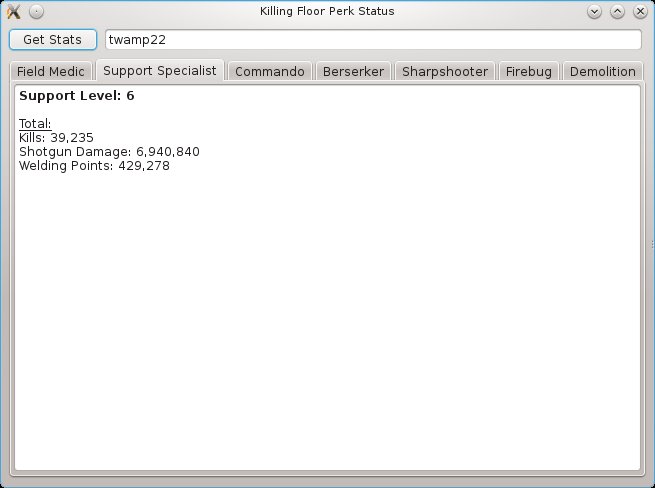 Killing Floor Perk Status
Get Stats twamp22
Field Medic Support Specialist Commando Berserker Sharpshooter Firebug Demolition
Support Level: 6
Total:
Kills: 39,235
Shotgun Damage: 6,940,840
Welding Points: 429,278